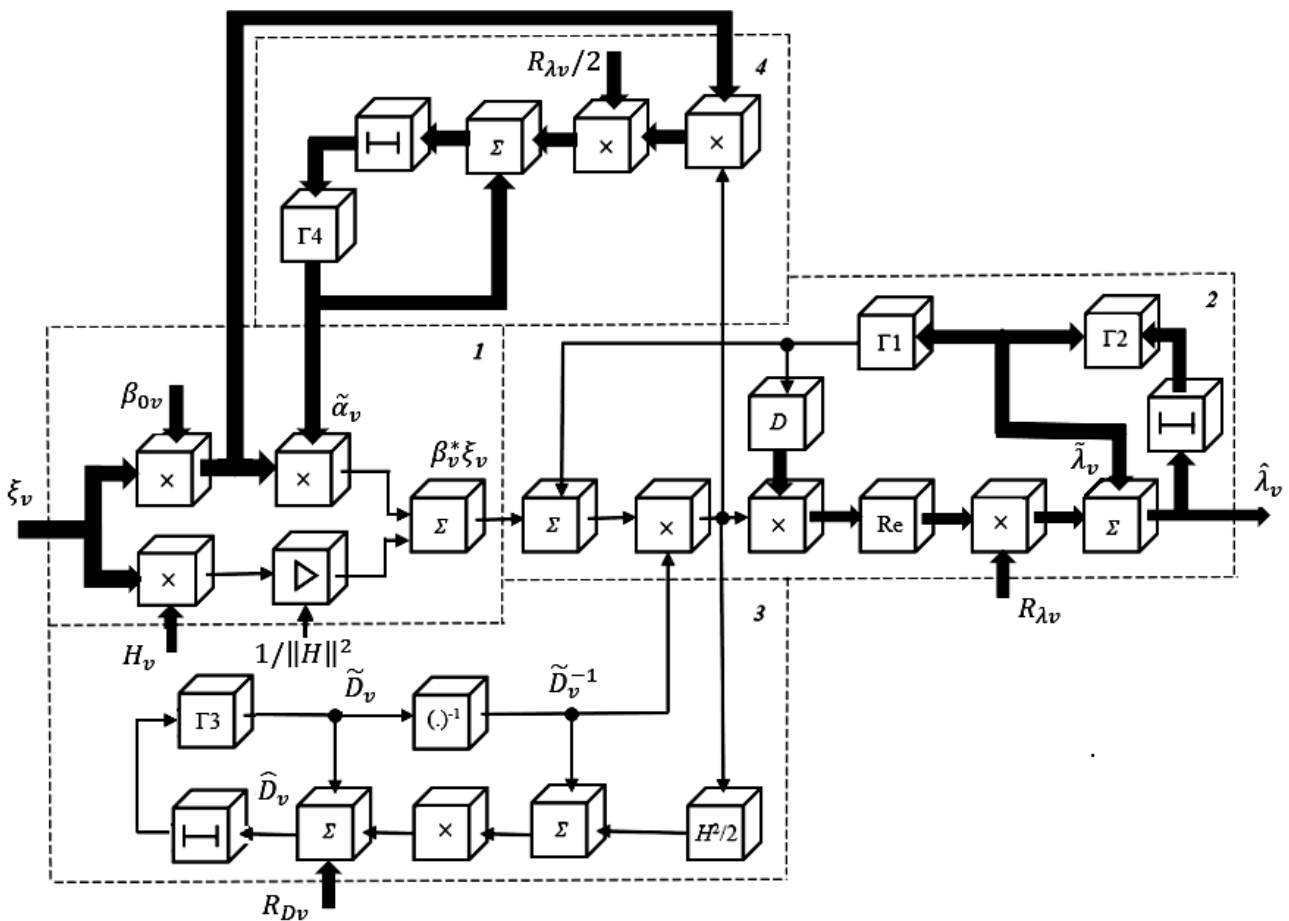 R_{λv}/2
4
×
×
Σ
Γ4
2
Γ1
Γ2
1
β_{0v}
α̃_v
D
β_v^*ξ_v
λ̃_v
λ̂_v
ξ_v
×
×
Σ
Σ
×
×
Re
×
Σ
×
▷
R_{λv}
3
H_v
1/‖H‖²
D̃_v
D̃_v^{-1}
Γ3
(.)⁻¹
D̂_v
Σ
×
Σ
H²/2
R_{Dv}